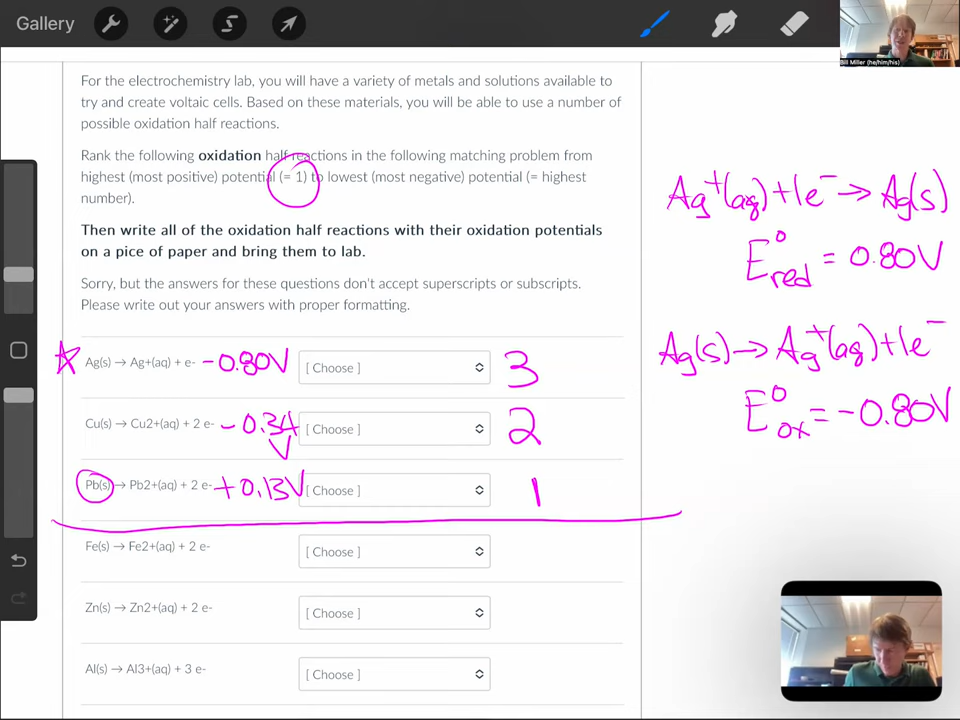 Gallery
Bill Miller (he/him/his)
For the electrochemistry lab, you will have a variety of metals and solutions available to
try and create voltaic cells. Based on these materials, you will be able to use a number of
possible oxidation half reactions.
Rank the following oxidation half reactions in the following matching problem from
highest (most positive) potential (= 1) to lowest (most negative) potential (= highest
number).
Then write all of the oxidation half reactions with their oxidation potentials
on a pice of paper and bring them to lab.
Sorry, but the answers for these questions don't accept superscripts or subscripts.
Please write out your answers with proper formatting.
Ag(s) → Ag+(aq) + e- -0.80V [ Choose ] 3
Cu(s) → Cu2+(aq) + 2 e- -0.34 V [ Choose ] 2
Pb(s) → Pb2+(aq) + 2 e- +0.13V [ Choose ] 1
Fe(s) → Fe2+(aq) + 2 e- [ Choose ]
Zn(s) → Zn2+(aq) + 2 e- [ Choose ]
Al(s) → Al3+(aq) + 3 e- [ Choose ]
Ag⁺(aq) + 1e⁻ → Ag(s)
E°red = 0.80V
Ag(s) → Ag⁺(aq) + 1e⁻
E°ox = -0.80V